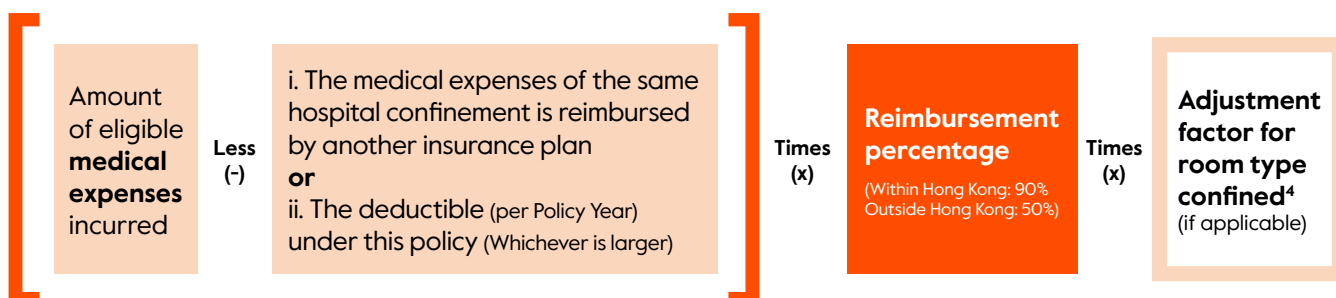 Amount
of eligible
medical
expenses
incurred
Less
(-)
i. The medical expenses of the same
hospital confinement is reimbursed
by another insurance plan
or
ii. The deductible (per Policy Year)
under this policy (Whichever is larger)
Times
(x)
Reimbursement
percentage
(Within Hong Kong: 90%
Outside Hong Kong: 50%)
Times
(x)
Adjustment
factor for
room type
confined⁴
(if applicable)